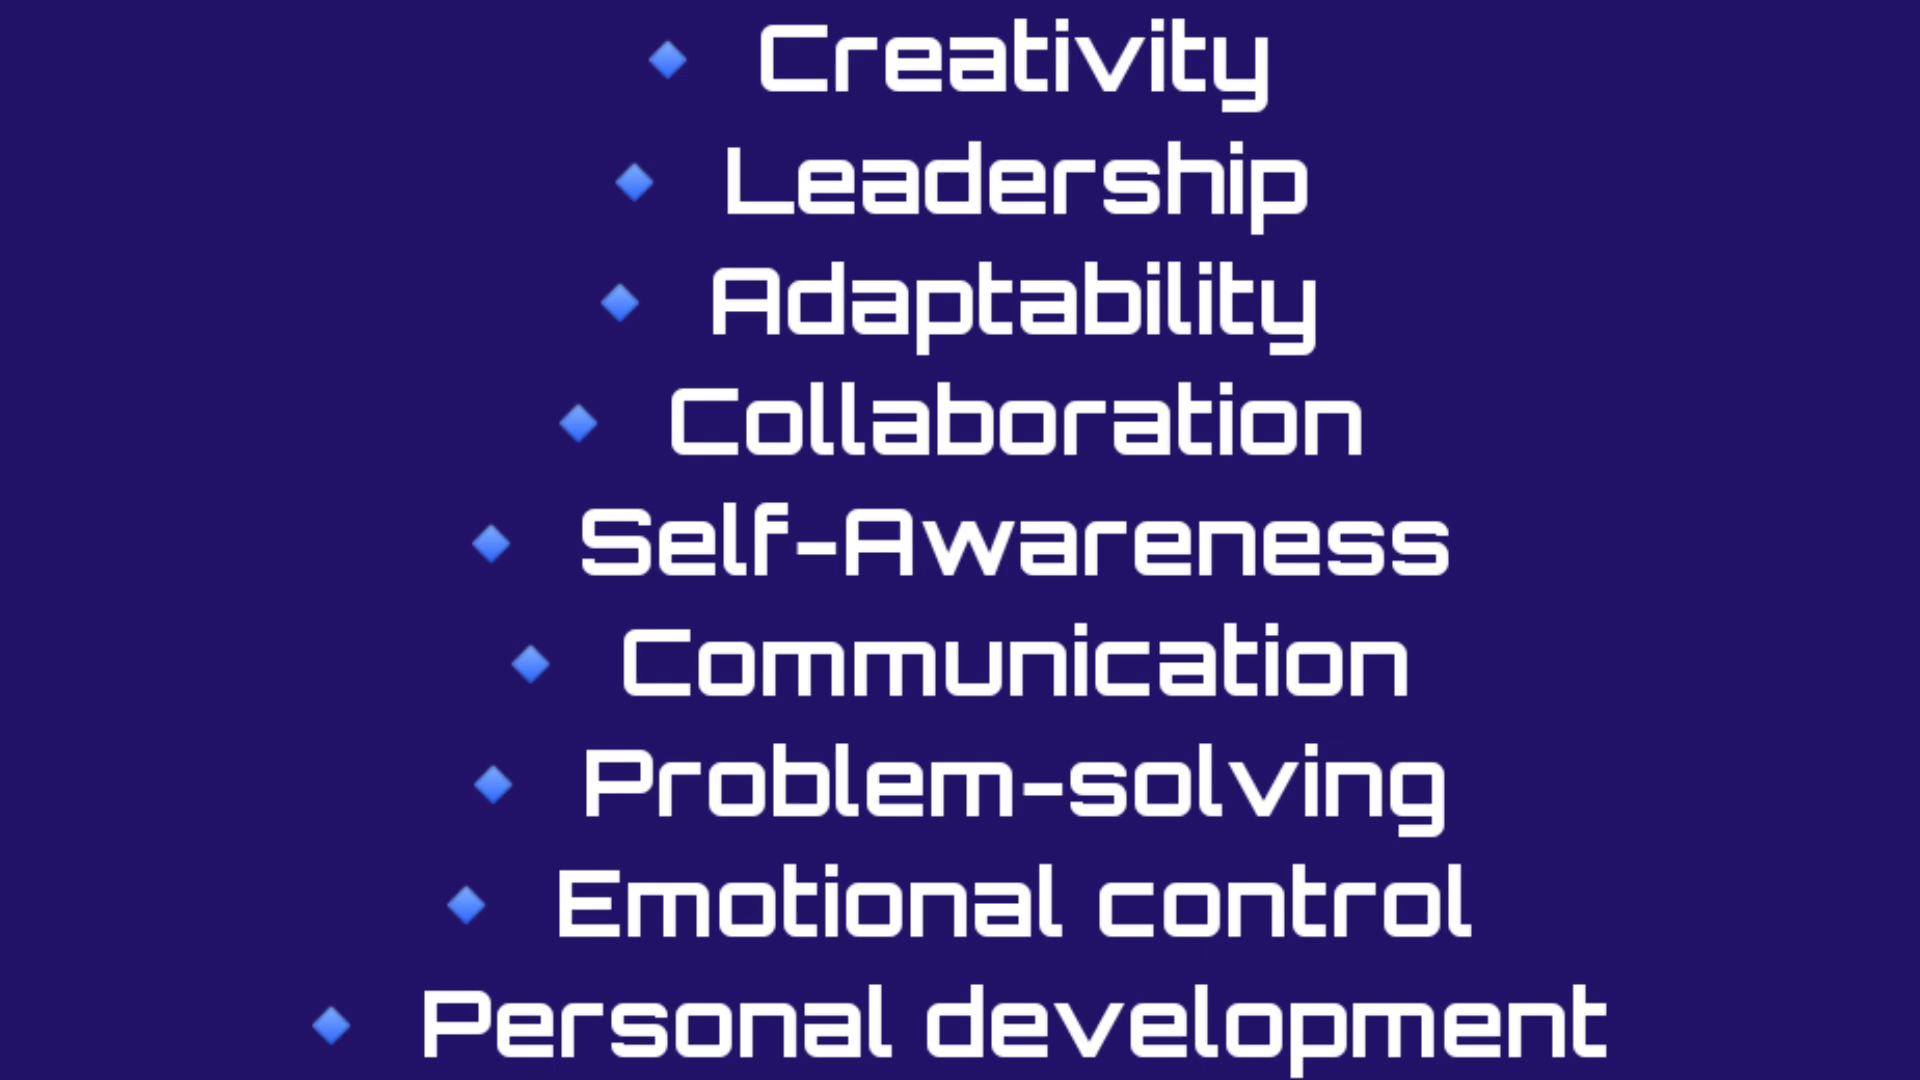 🔹 Creativity
🔹 Leadership
🔹 Adaptability
🔹 Collaboration
🔹 Self-Awareness
🔹 Communication
🔹 Problem-solving
🔹 Emotional control
🔹 Personal development